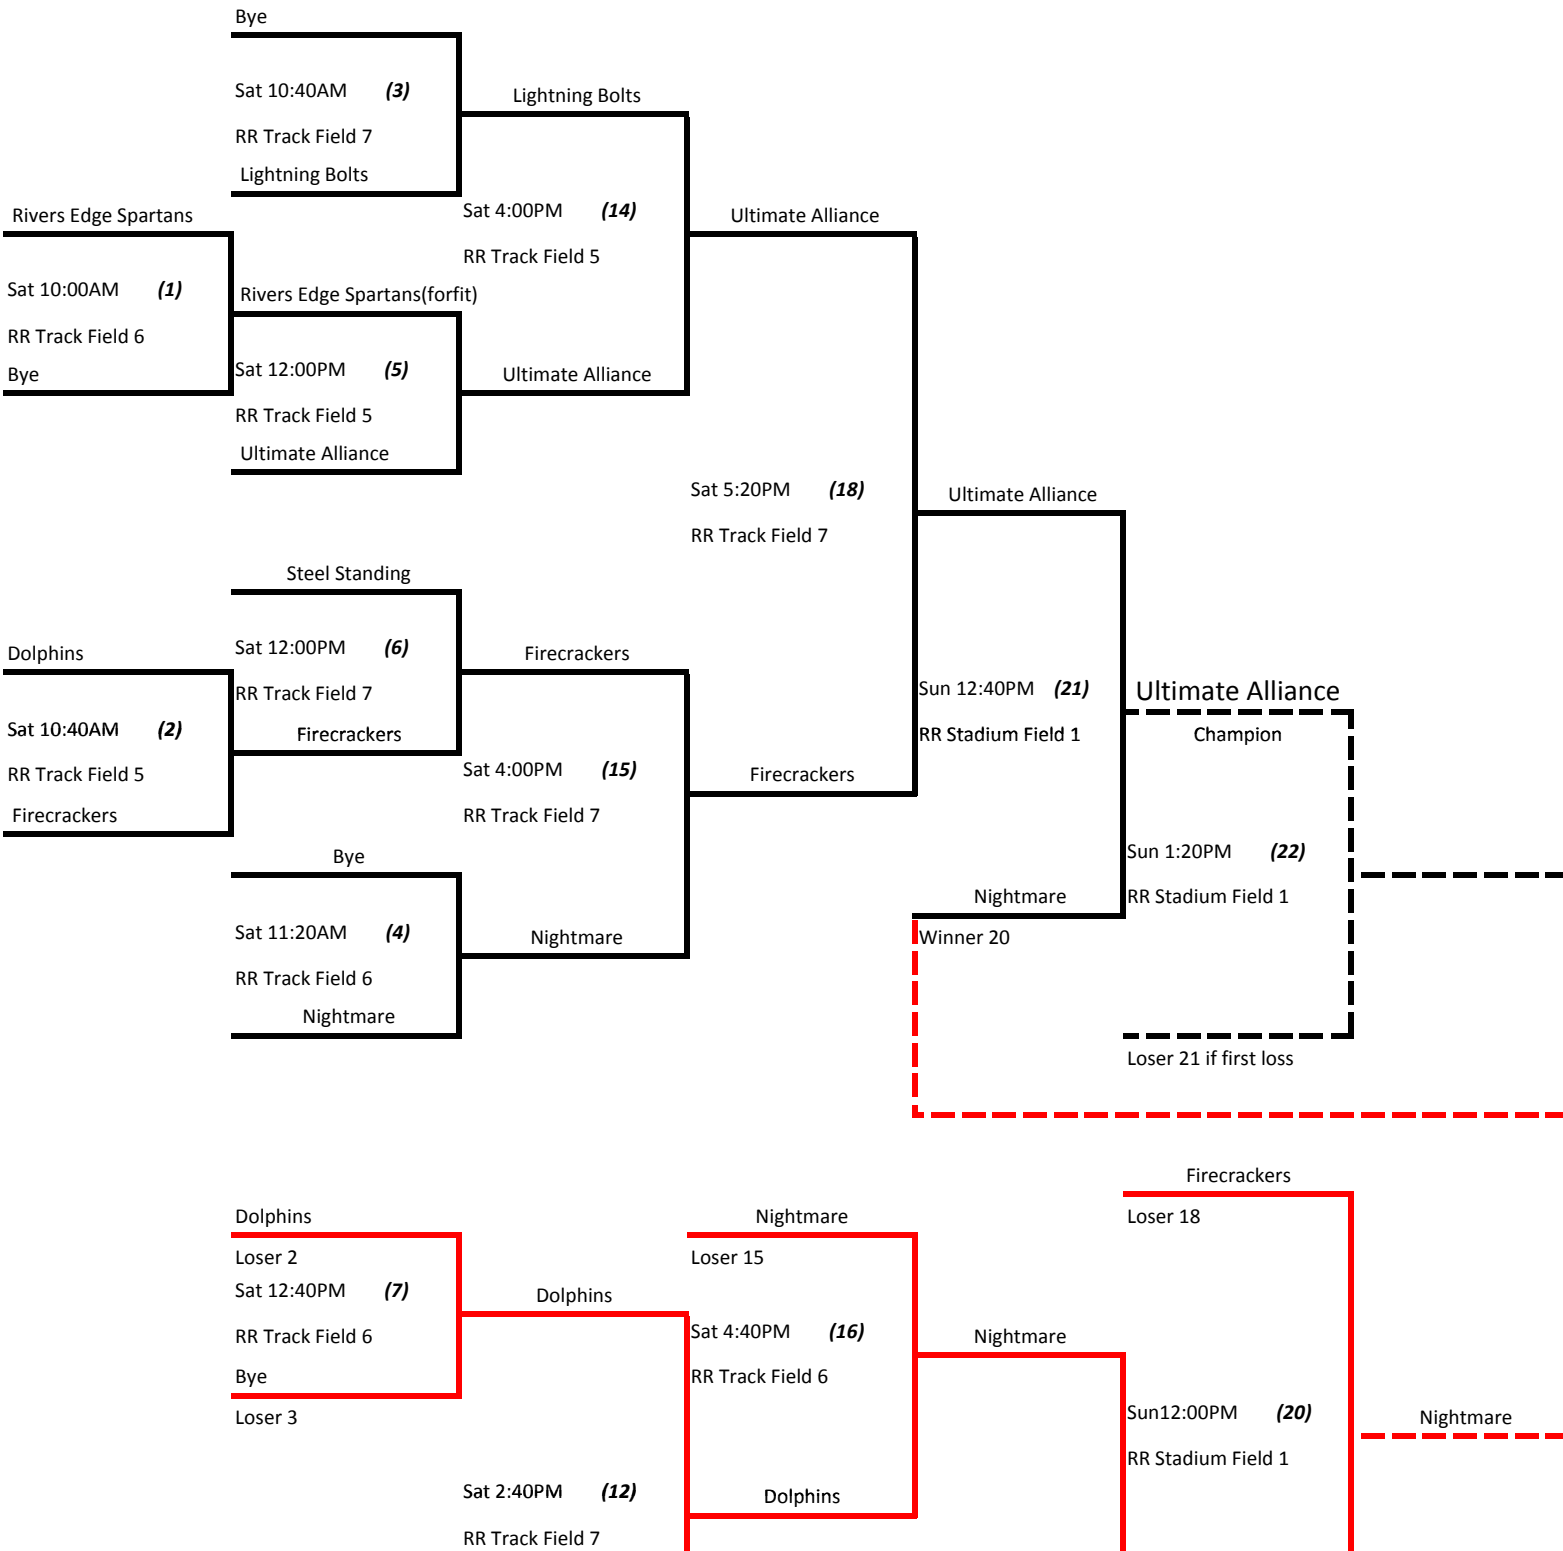 Bye
Sat 10:40AM (3)
Lightning Bolts
RR Track Field 7
Lightning Bolts
Rivers Edge Spartans
Sat 4:00PM (14)
Ultimate Alliance
RR Track Field 5
Sat 10:00AM (1)
Rivers Edge Spartans(forfit)
RR Track Field 6
Bye
Sat 12:00PM (5)
Ultimate Alliance
RR Track Field 5
Ultimate Alliance
Sat 5:20PM (18)
Ultimate Alliance
RR Track Field 7
Steel Standing
Dolphins
Sat 12:00PM (6)
Firecrackers
RR Track Field 7
Sun 12:40PM (21)
Ultimate Alliance
Sat 10:40AM (2)
Firecrackers
RR Stadium Field 1
Champion
RR Track Field 5
Sat 4:00PM (15)
Firecrackers
Firecrackers
RR Track Field 7
Bye
Sun 1:20PM (22)
Nightmare
RR Stadium Field 1
Sat 11:20AM (4)
Nightmare
Winner 20
RR Track Field 6
Nightmare
Loser 21 if first loss
Firecrackers
Dolphins
Nightmare
Loser 18
Loser 2
Loser 15
Sat 12:40PM (7)
Dolphins
RR Track Field 6
Sat 4:40PM (16)
Nightmare
Bye
RR Track Field 6
Loser 3
Sun12:00PM (20)
Nightmare
RR Stadium Field 1
Sat 2:40PM (12)
Dolphins
RR Track Field 7